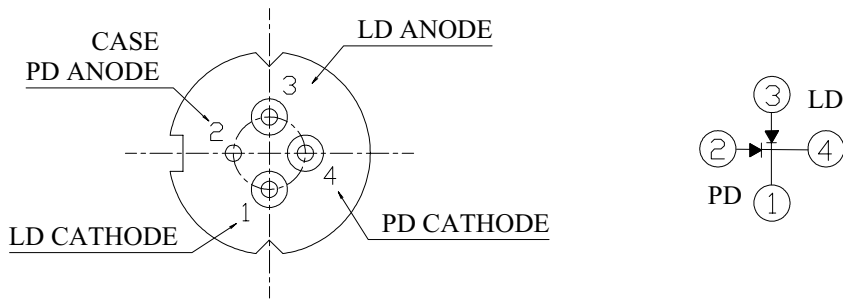 CASE
PD ANODE
LD ANODE
3
2
4
1
LD CATHODE
PD CATHODE
3
LD
2
4
PD
1